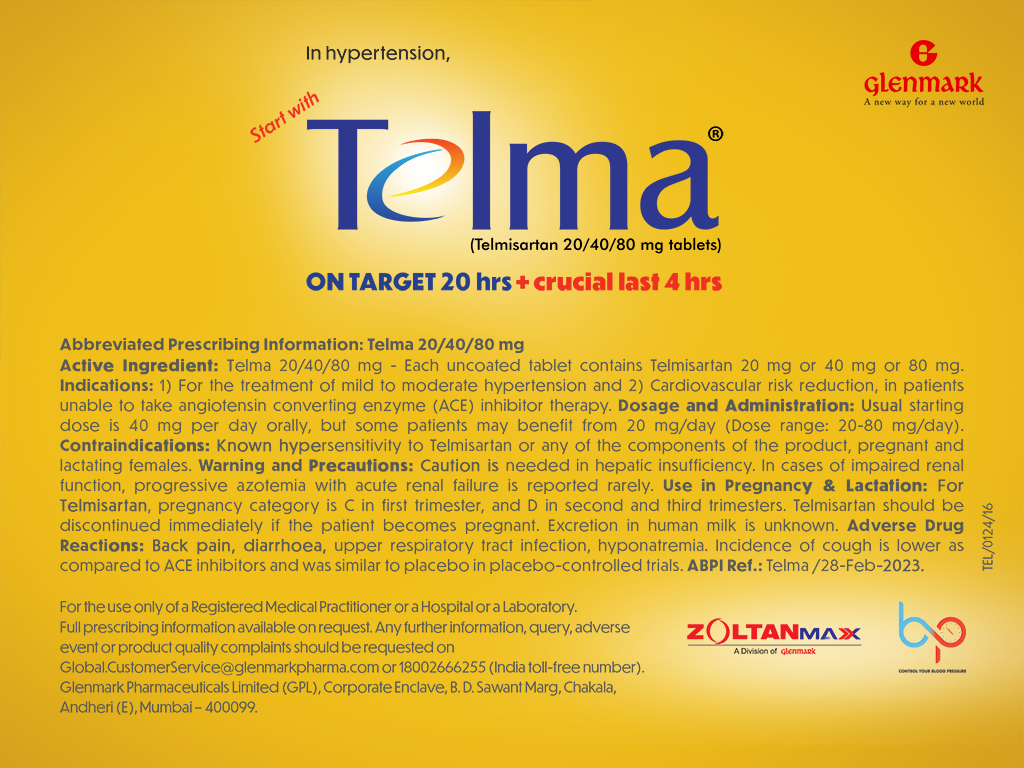 In hypertension,
glenmark
A new way for a new world
Start with
Telma®
(Telmisartan 20/40/80 mg tablets)
ON TARGET 20 hrs + crucial last 4 hrs
Abbreviated Prescribing Information: Telma 20/40/80 mg
Active Ingredient: Telma 20/40/80 mg - Each uncoated tablet contains Telmisartan 20 mg or 40 mg or 80 mg.
Indications: 1) For the treatment of mild to moderate hypertension and 2) Cardiovascular risk reduction, in patients
unable to take angiotensin converting enzyme (ACE) inhibitor therapy. Dosage and Administration: Usual starting
dose is 40 mg per day orally, but some patients may benefit from 20 mg/day (Dose range: 20-80 mg/day).
Contraindications: Known hypersensitivity to Telmisartan or any of the components of the product, pregnant and
lactating females. Warning and Precautions: Caution is needed in hepatic insufficiency. In cases of impaired renal
function, progressive azotemia with acute renal failure is reported rarely. Use in Pregnancy & Lactation: For
Telmisartan, pregnancy category is C in first trimester, and D in second and third trimesters. Telmisartan should be
discontinued immediately if the patient becomes pregnant. Excretion in human milk is unknown. Adverse Drug
Reactions: Back pain, diarrhoea, upper respiratory tract infection, hyponatremia. Incidence of cough is lower as
compared to ACE inhibitors and was similar to placebo in placebo-controlled trials. ABPI Ref.: Telma /28-Feb-2023.
TEL/0124/16
For the use only of a Registered Medical Practitioner or a Hospital or a Laboratory.
Full prescribing information available on request. Any further information, query, adverse
event or product quality complaints should be requested on
Global.CustomerService@glenmarkpharma.com or 18002666255 (India toll-free number).
Glenmark Pharmaceuticals Limited (GPL), Corporate Enclave, B. D. Sawant Marg, Chakala,
Andheri (E), Mumbai – 400099.
ZOLTANMAXX
A Division of glenmark
bp
CONTROL YOUR BLOOD PRESSURE